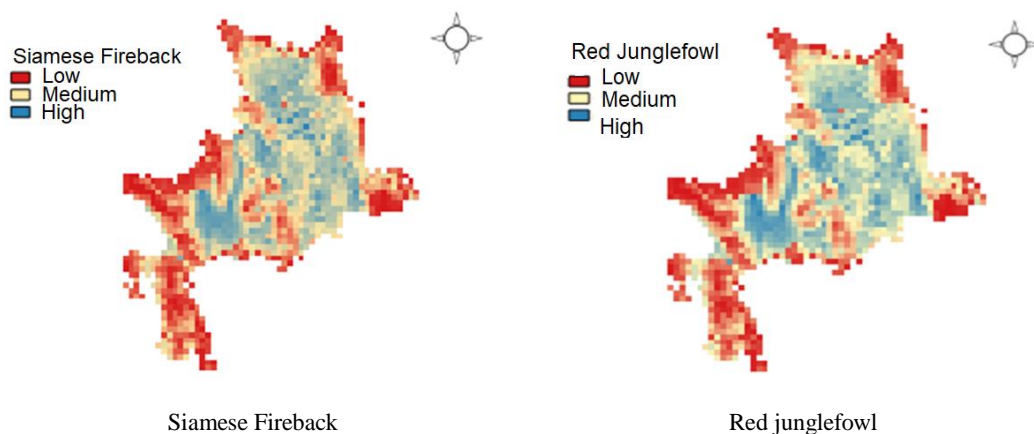 Siamese Fireback
Low
Medium
High
Red Junglefowl
Low
Medium
High
Siamese Fireback
Red junglefowl